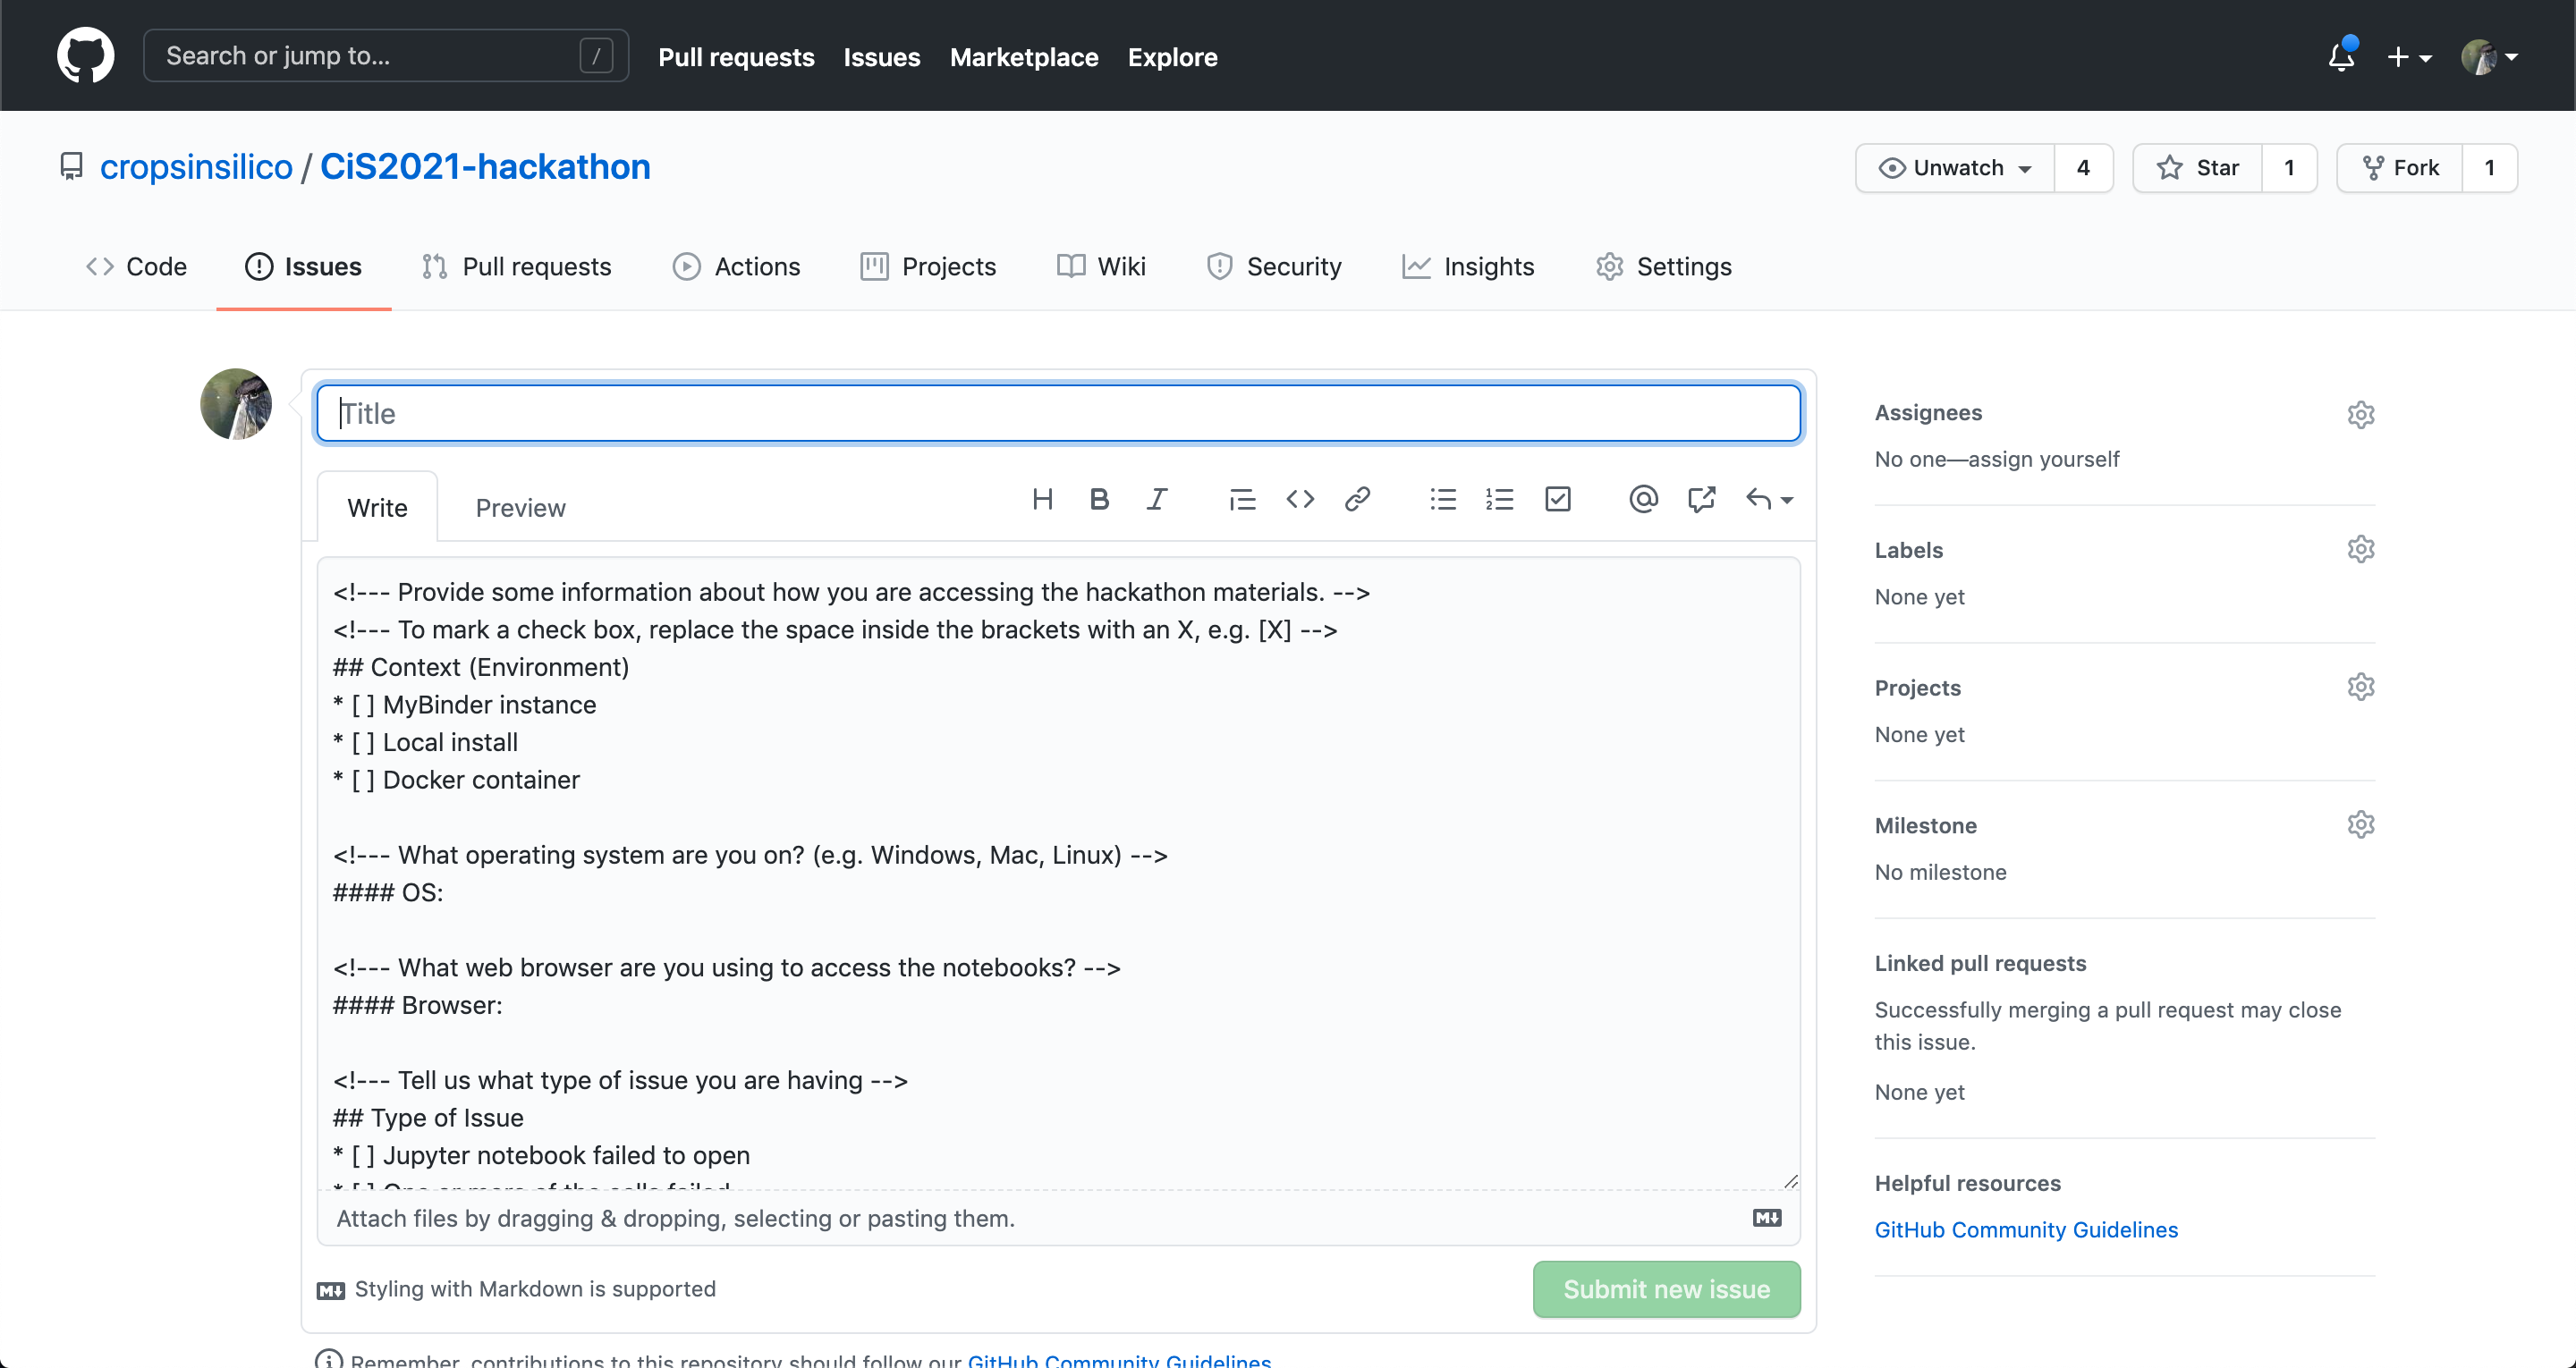 Search or jump to... /
Pull requests
Issues
Marketplace
Explore
cropsinsilico / CiS2021-hackathon
Unwatch 4
Star 1
Fork 1
Code
Issues
Pull requests
Actions
Projects
Wiki
Security
Insights
Settings
Title
Write
Preview
H B I
<!--- Provide some information about how you are accessing the hackathon materials. -->
<!--- To mark a check box, replace the space inside the brackets with an X, e.g. [X] -->
## Context (Environment)
* [ ] MyBinder instance
* [ ] Local install
* [ ] Docker container
<!--- What operating system are you on? (e.g. Windows, Mac, Linux) -->
#### OS:
<!--- What web browser are you using to access the notebooks? -->
#### Browser:
<!--- Tell us what type of issue you are having -->
## Type of Issue
* [ ] Jupyter notebook failed to open
* [ ] One or more of the cells failed
Attach files by dragging & dropping, selecting or pasting them.
Styling with Markdown is supported
Submit new issue
Remember, contributions to this repository should follow our GitHub Community Guidelines
Assignees
No one—assign yourself
Labels
None yet
Projects
None yet
Milestone
No milestone
Linked pull requests
Successfully merging a pull request may close
this issue.
None yet
Helpful resources
GitHub Community Guidelines